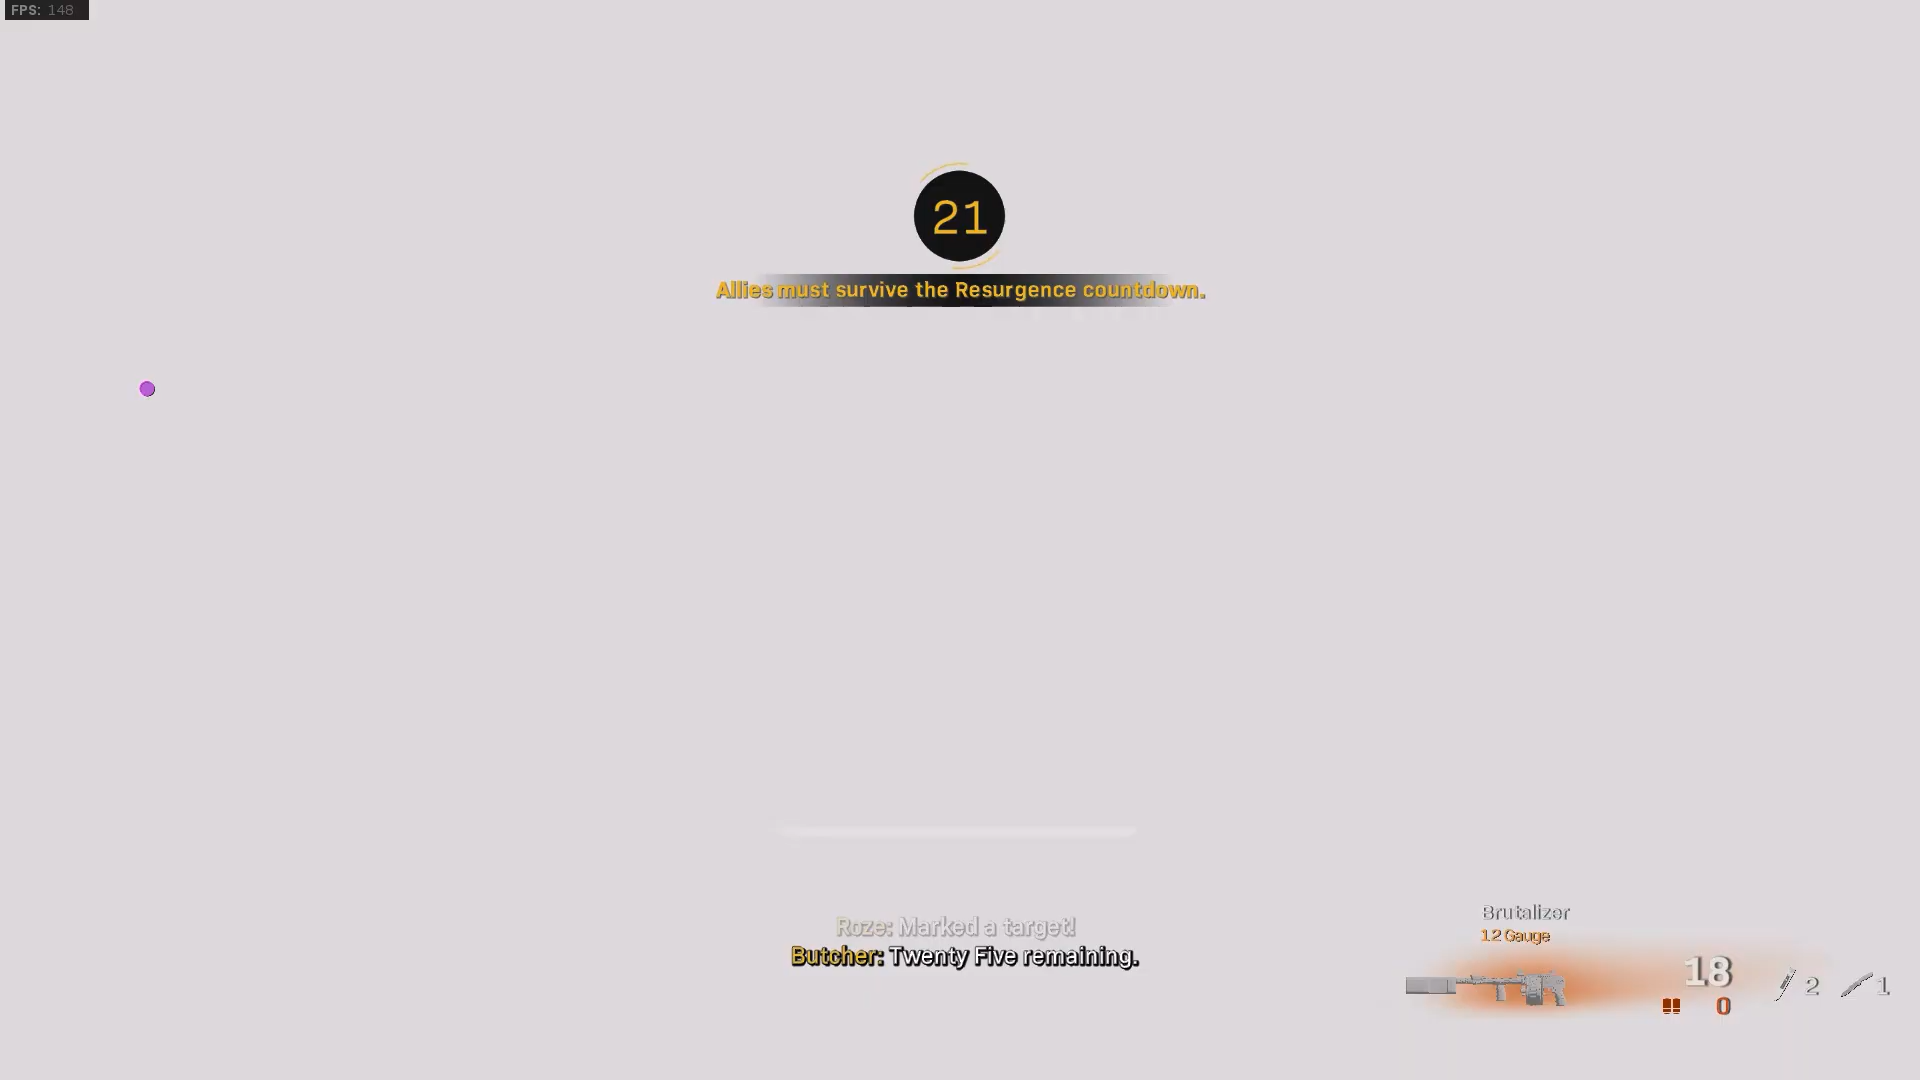 FPS: 148
21
Allies must survive the Resurgence countdown.
Roze: Marked a target!
Butcher: Twenty Five remaining.
Brutalizer
12 Gauge
18
0
2
1